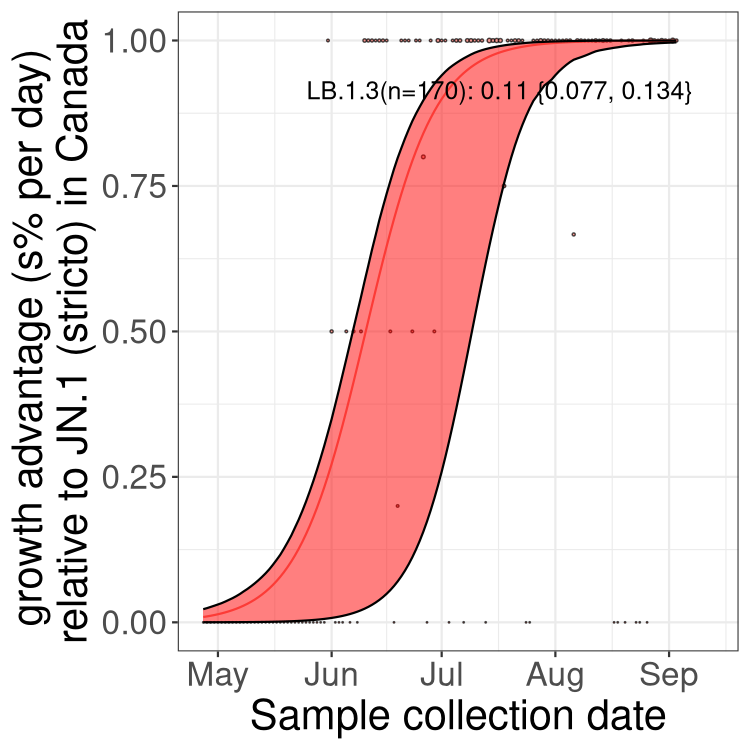 growth advantage (s% per day)
relative to JN.1 (stricto) in Canada
1.00
0.75
0.50
0.25
0.00
LB.1.3(n=170): 0.11 {0.077, 0.134}
May Jun Jul Aug Sep
Sample collection date